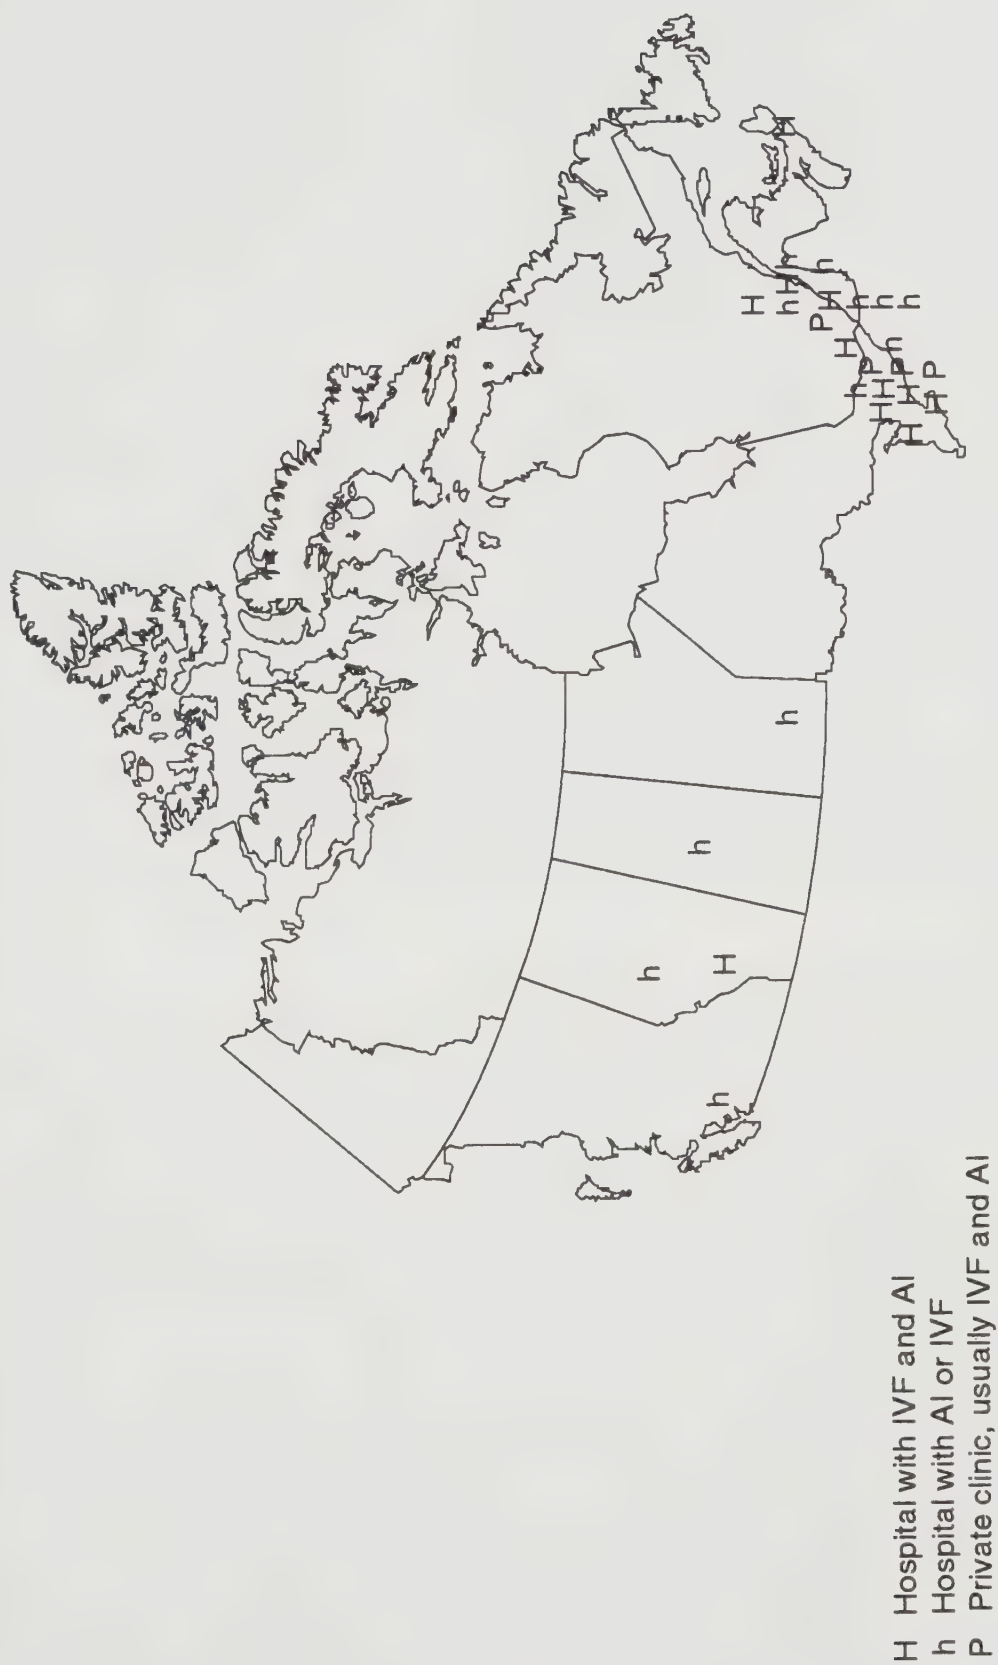 h
h
h H
H
h h H h H
P h
H
H
h h
P
H H h
h P h
H H h
H P
H Hospital with IVF and AI
h Hospital with AI or IVF
P Private clinic, usually IVF and AI